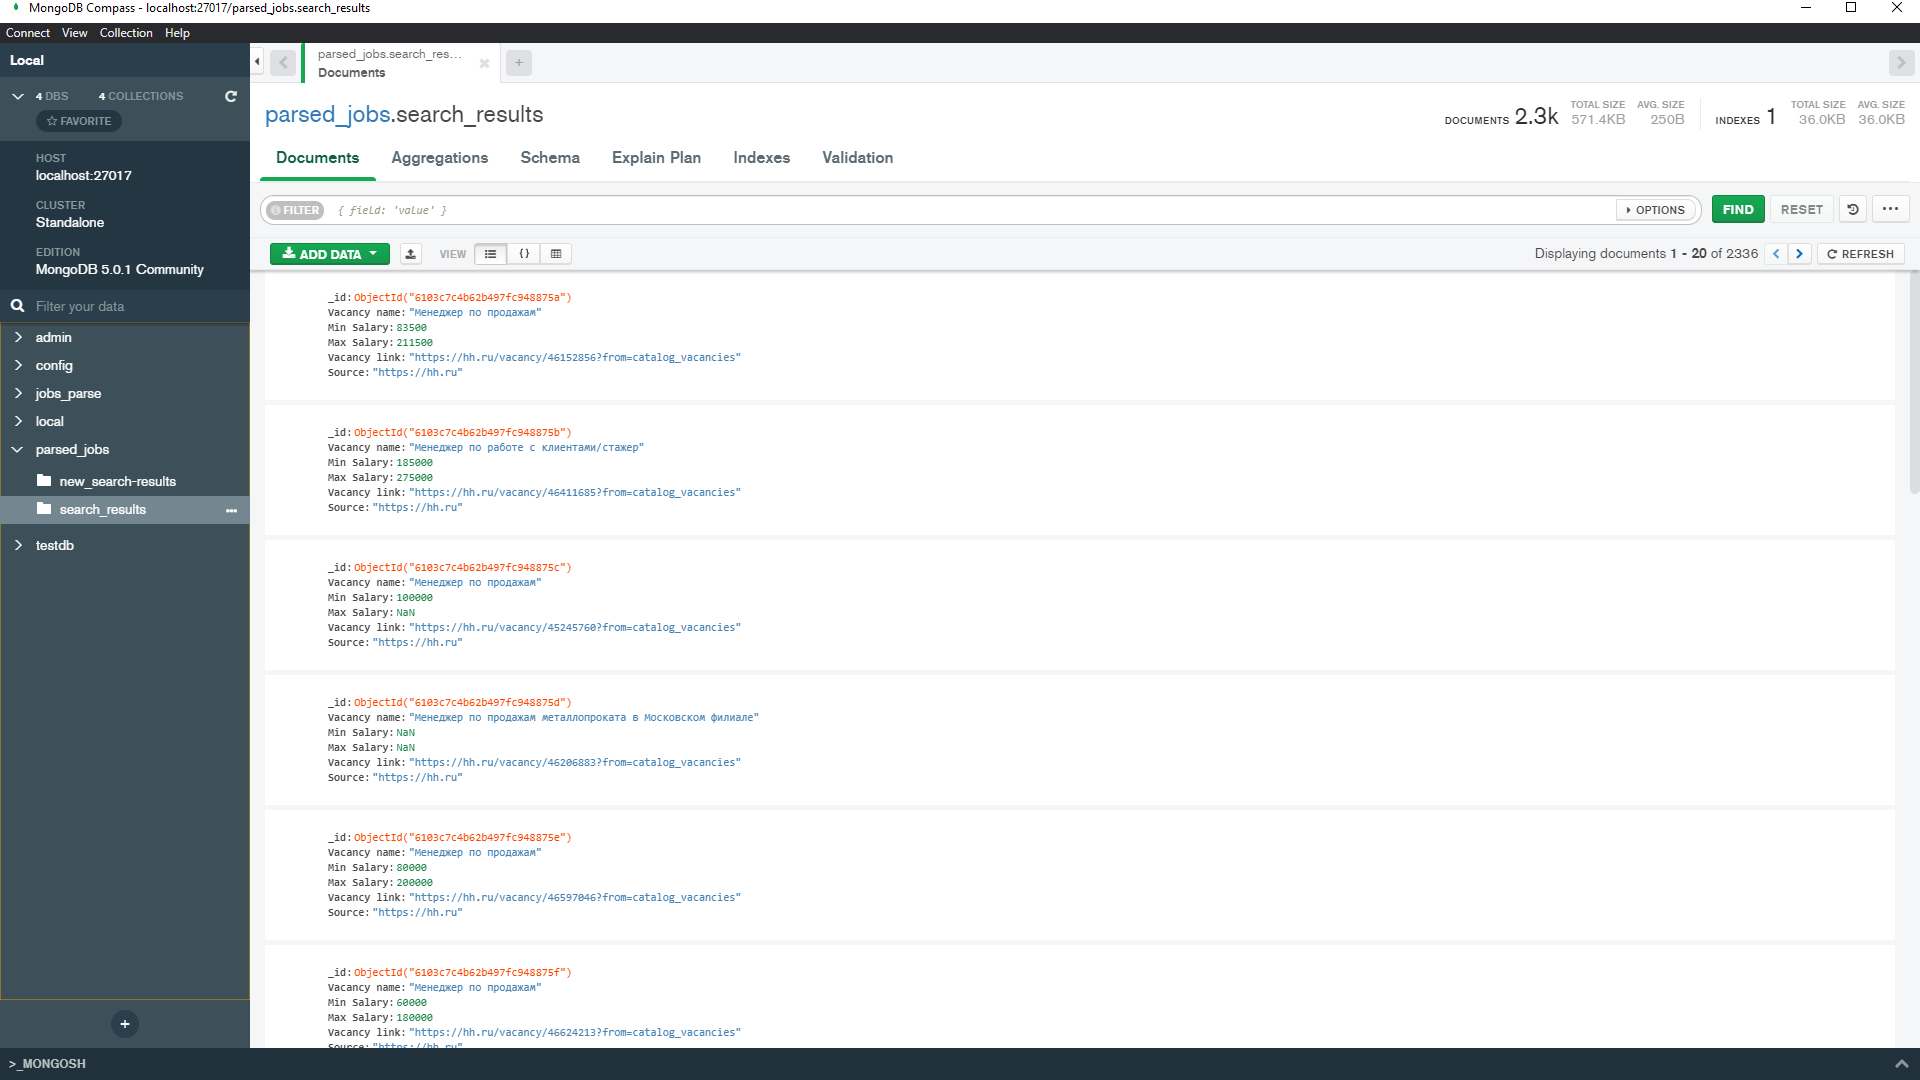 MongoDB Compass - localhost:27017/parsed_jobs.search_results
Connect View Collection Help
Local
4 DBS 4 COLLECTIONS
FAVORITE
HOST
localhost:27017
CLUSTER
Standalone
EDITION
MongoDB 5.0.1 Community
Filter your data
admin
config
jobs_parse
local
parsed_jobs
new_search-results
search_results
testdb
>_MONGOSH
parsed_jobs.search_res...
Documents
parsed_jobs.search_results
DOCUMENTS 2.3k TOTAL SIZE 571.4KB AVG. SIZE 250B INDEXES 1 TOTAL SIZE 36.0KB AVG. SIZE 36.0KB
Documents Aggregations Schema Explain Plan Indexes Validation
FILTER { field: 'value' } OPTIONS FIND RESET
ADD DATA VIEW {} Displaying documents 1 - 20 of 2336 REFRESH
_id: ObjectId("6103c7c4b62b497fc948875a")
Vacancy name: "Менеджер по продажам"
Min Salary: 83500
Max Salary: 211500
Vacancy link: "https://hh.ru/vacancy/46152856?from=catalog_vacancies"
Source: "https://hh.ru"
_id: ObjectId("6103c7c4b62b497fc948875b")
Vacancy name: "Менеджер по работе с клиентами/стажер"
Min Salary: 185000
Max Salary: 275000
Vacancy link: "https://hh.ru/vacancy/46411685?from=catalog_vacancies"
Source: "https://hh.ru"
_id: ObjectId("6103c7c4b62b497fc948875c")
Vacancy name: "Менеджер по продажам"
Min Salary: 100000
Max Salary: NaN
Vacancy link: "https://hh.ru/vacancy/45245760?from=catalog_vacancies"
Source: "https://hh.ru"
_id: ObjectId("6103c7c4b62b497fc948875d")
Vacancy name: "Менеджер по продажам металлопроката в Московском филиале"
Min Salary: NaN
Max Salary: NaN
Vacancy link: "https://hh.ru/vacancy/46206883?from=catalog_vacancies"
Source: "https://hh.ru"
_id: ObjectId("6103c7c4b62b497fc948875e")
Vacancy name: "Менеджер по продажам"
Min Salary: 80000
Max Salary: 200000
Vacancy link: "https://hh.ru/vacancy/46597046?from=catalog_vacancies"
Source: "https://hh.ru"
_id: ObjectId("6103c7c4b62b497fc948875f")
Vacancy name: "Менеджер по продажам"
Min Salary: 60000
Max Salary: 180000
Vacancy link: "https://hh.ru/vacancy/46624213?from=catalog_vacancies"
Source: "https://hh.ru"